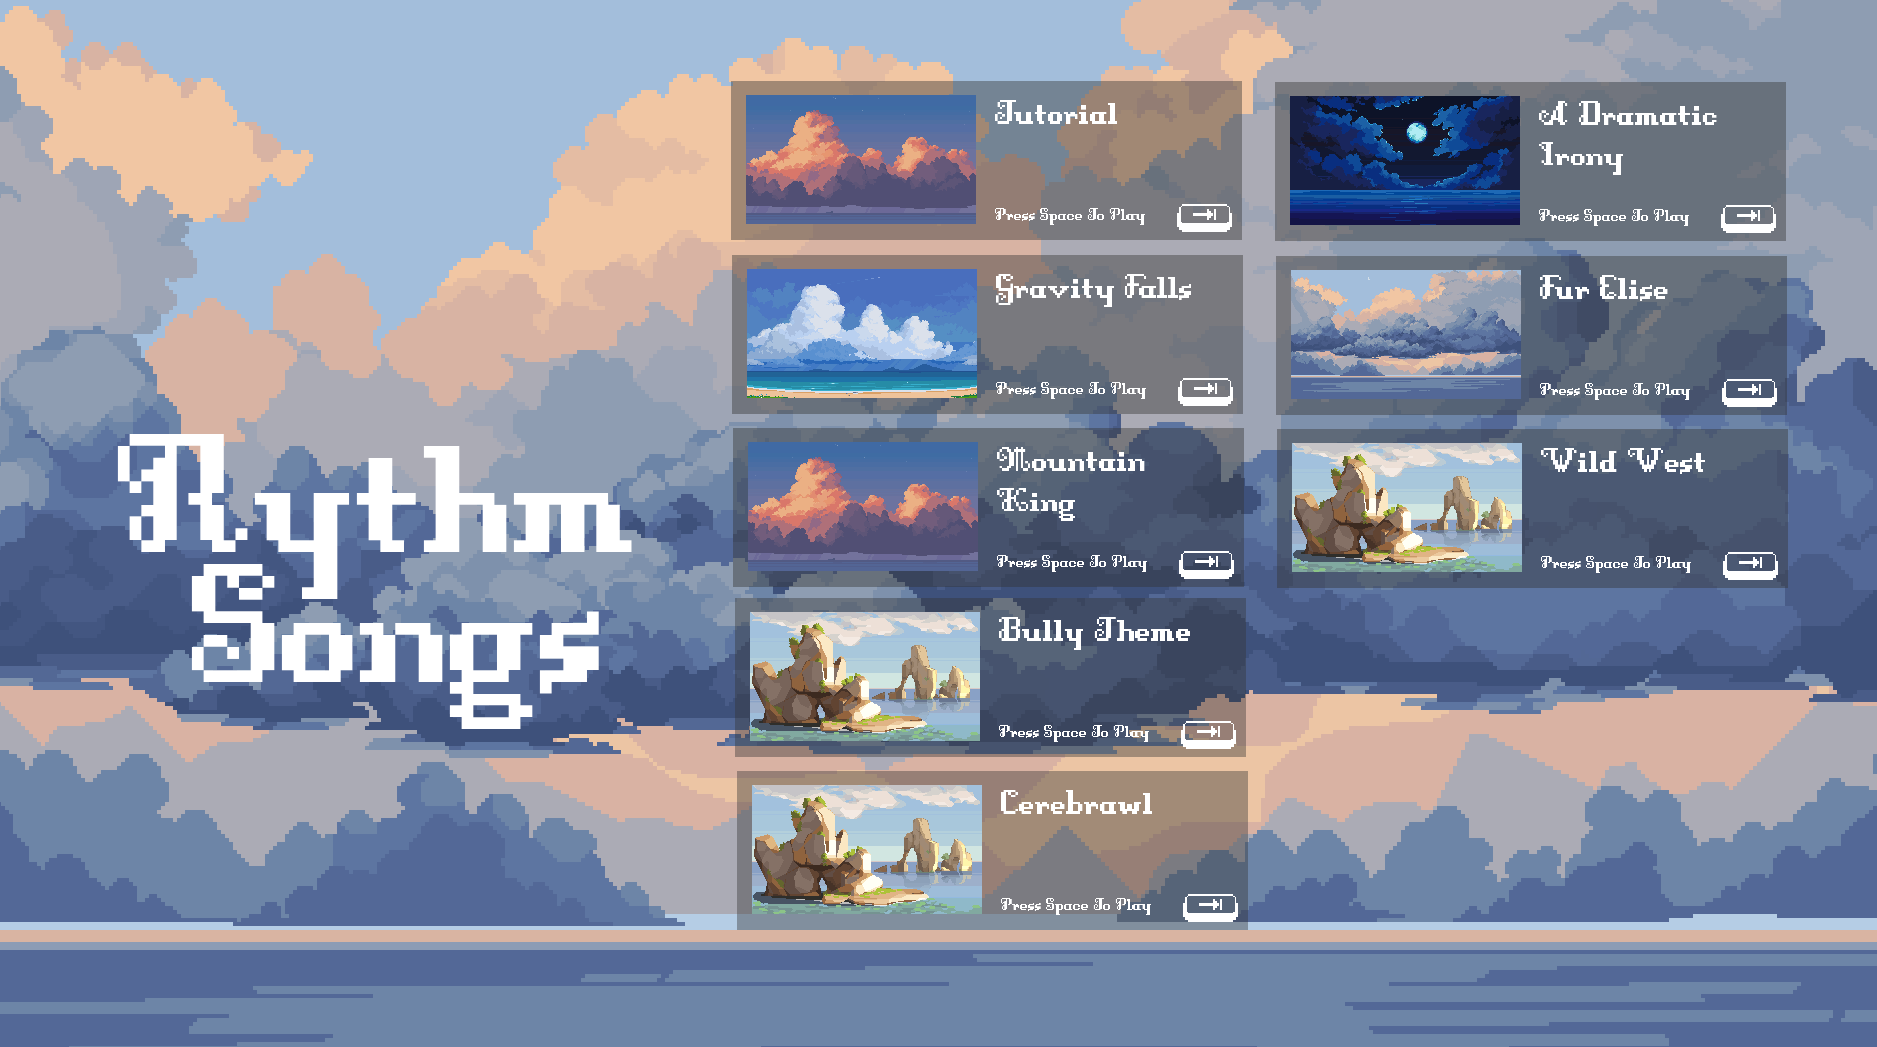 Rythm
Songs
Tutorial
Press Space To Play
Gravity Falls
Press Space To Play
Mountain
King
Press Space To Play
Bully Theme
Press Space To Play
Cerebrawl
Press Space To Play
A Dramatic
Irony
Press Space To Play
Fur Elise
Press Space To Play
Wild West
Press Space To Play